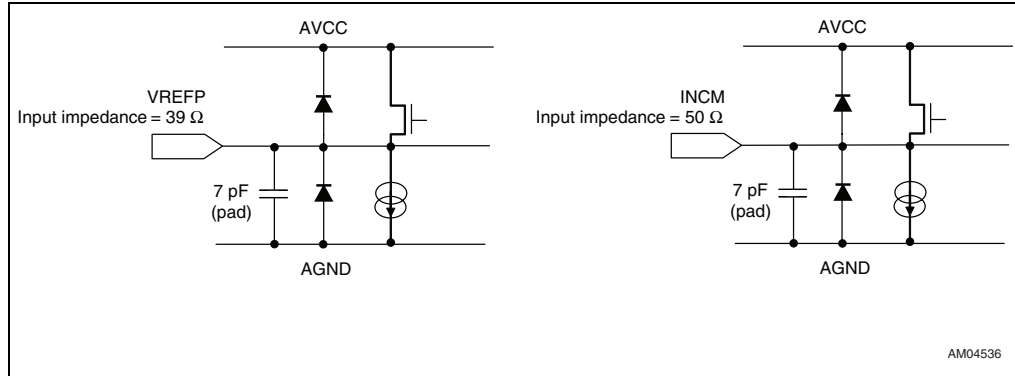 AVCC
VREFP
Input impedance = 39 Ω
7 pF
(pad)
AGND
AVCC
INCM
Input impedance = 50 Ω
7 pF
(pad)
AGND
AM04536